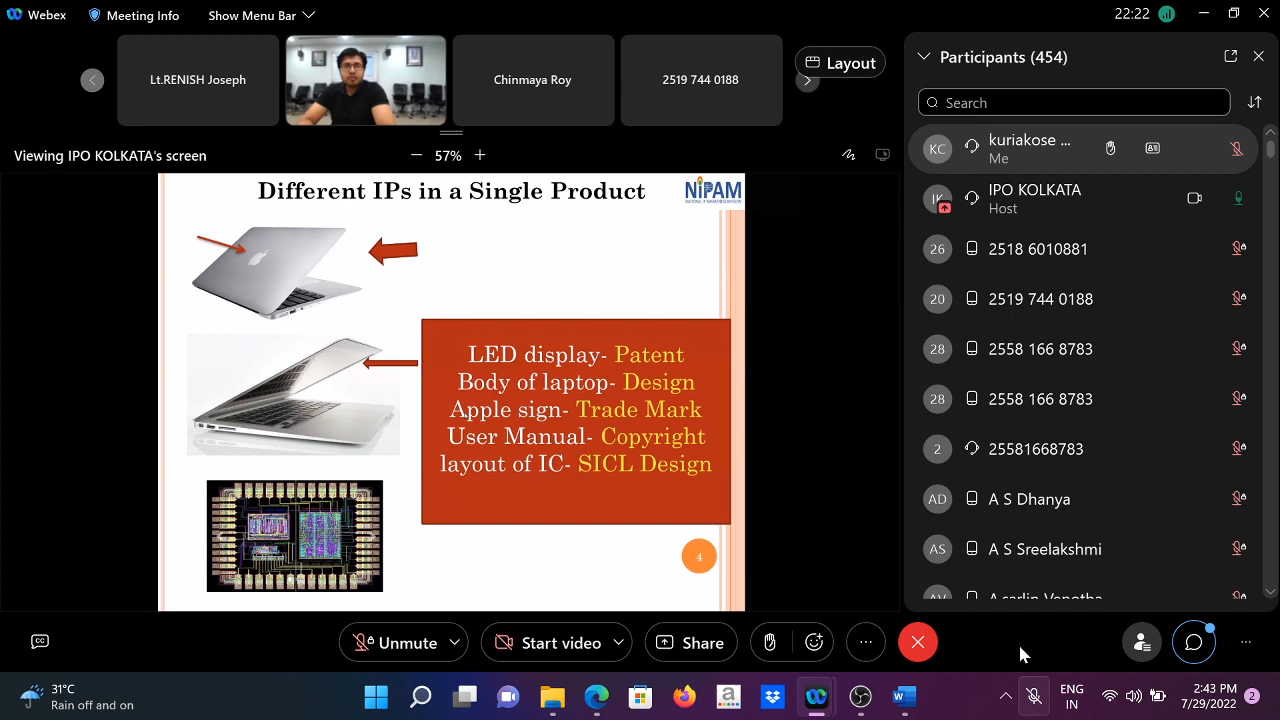 Webex
Meeting Info
Show Menu Bar
22:22
Lt.RENISH Joseph
Chinmaya Roy
2519 744 0188
Layout
Participants (454)
Search
Viewing IPO KOLKATA's screen
57%
KC
kuriakose ...
Me
IK
IPO KOLKATA
Host
26
2518 6010881
20
2519 744 0188
28
2558 166 8783
28
2558 166 8783
2
25581668783
AD
A S Dhanya
AS
A S Sreelakshmi
Different IPs in a Single Product
NIPAM
LED display- Patent
Body of laptop- Design
Apple sign- Trade Mark
User Manual- Copyright
layout of IC- SICL Design
4
CC
Unmute
Start video
Share
31°C
Rain off and on
ENG
IN
2:43 PM
7/29/2022
2